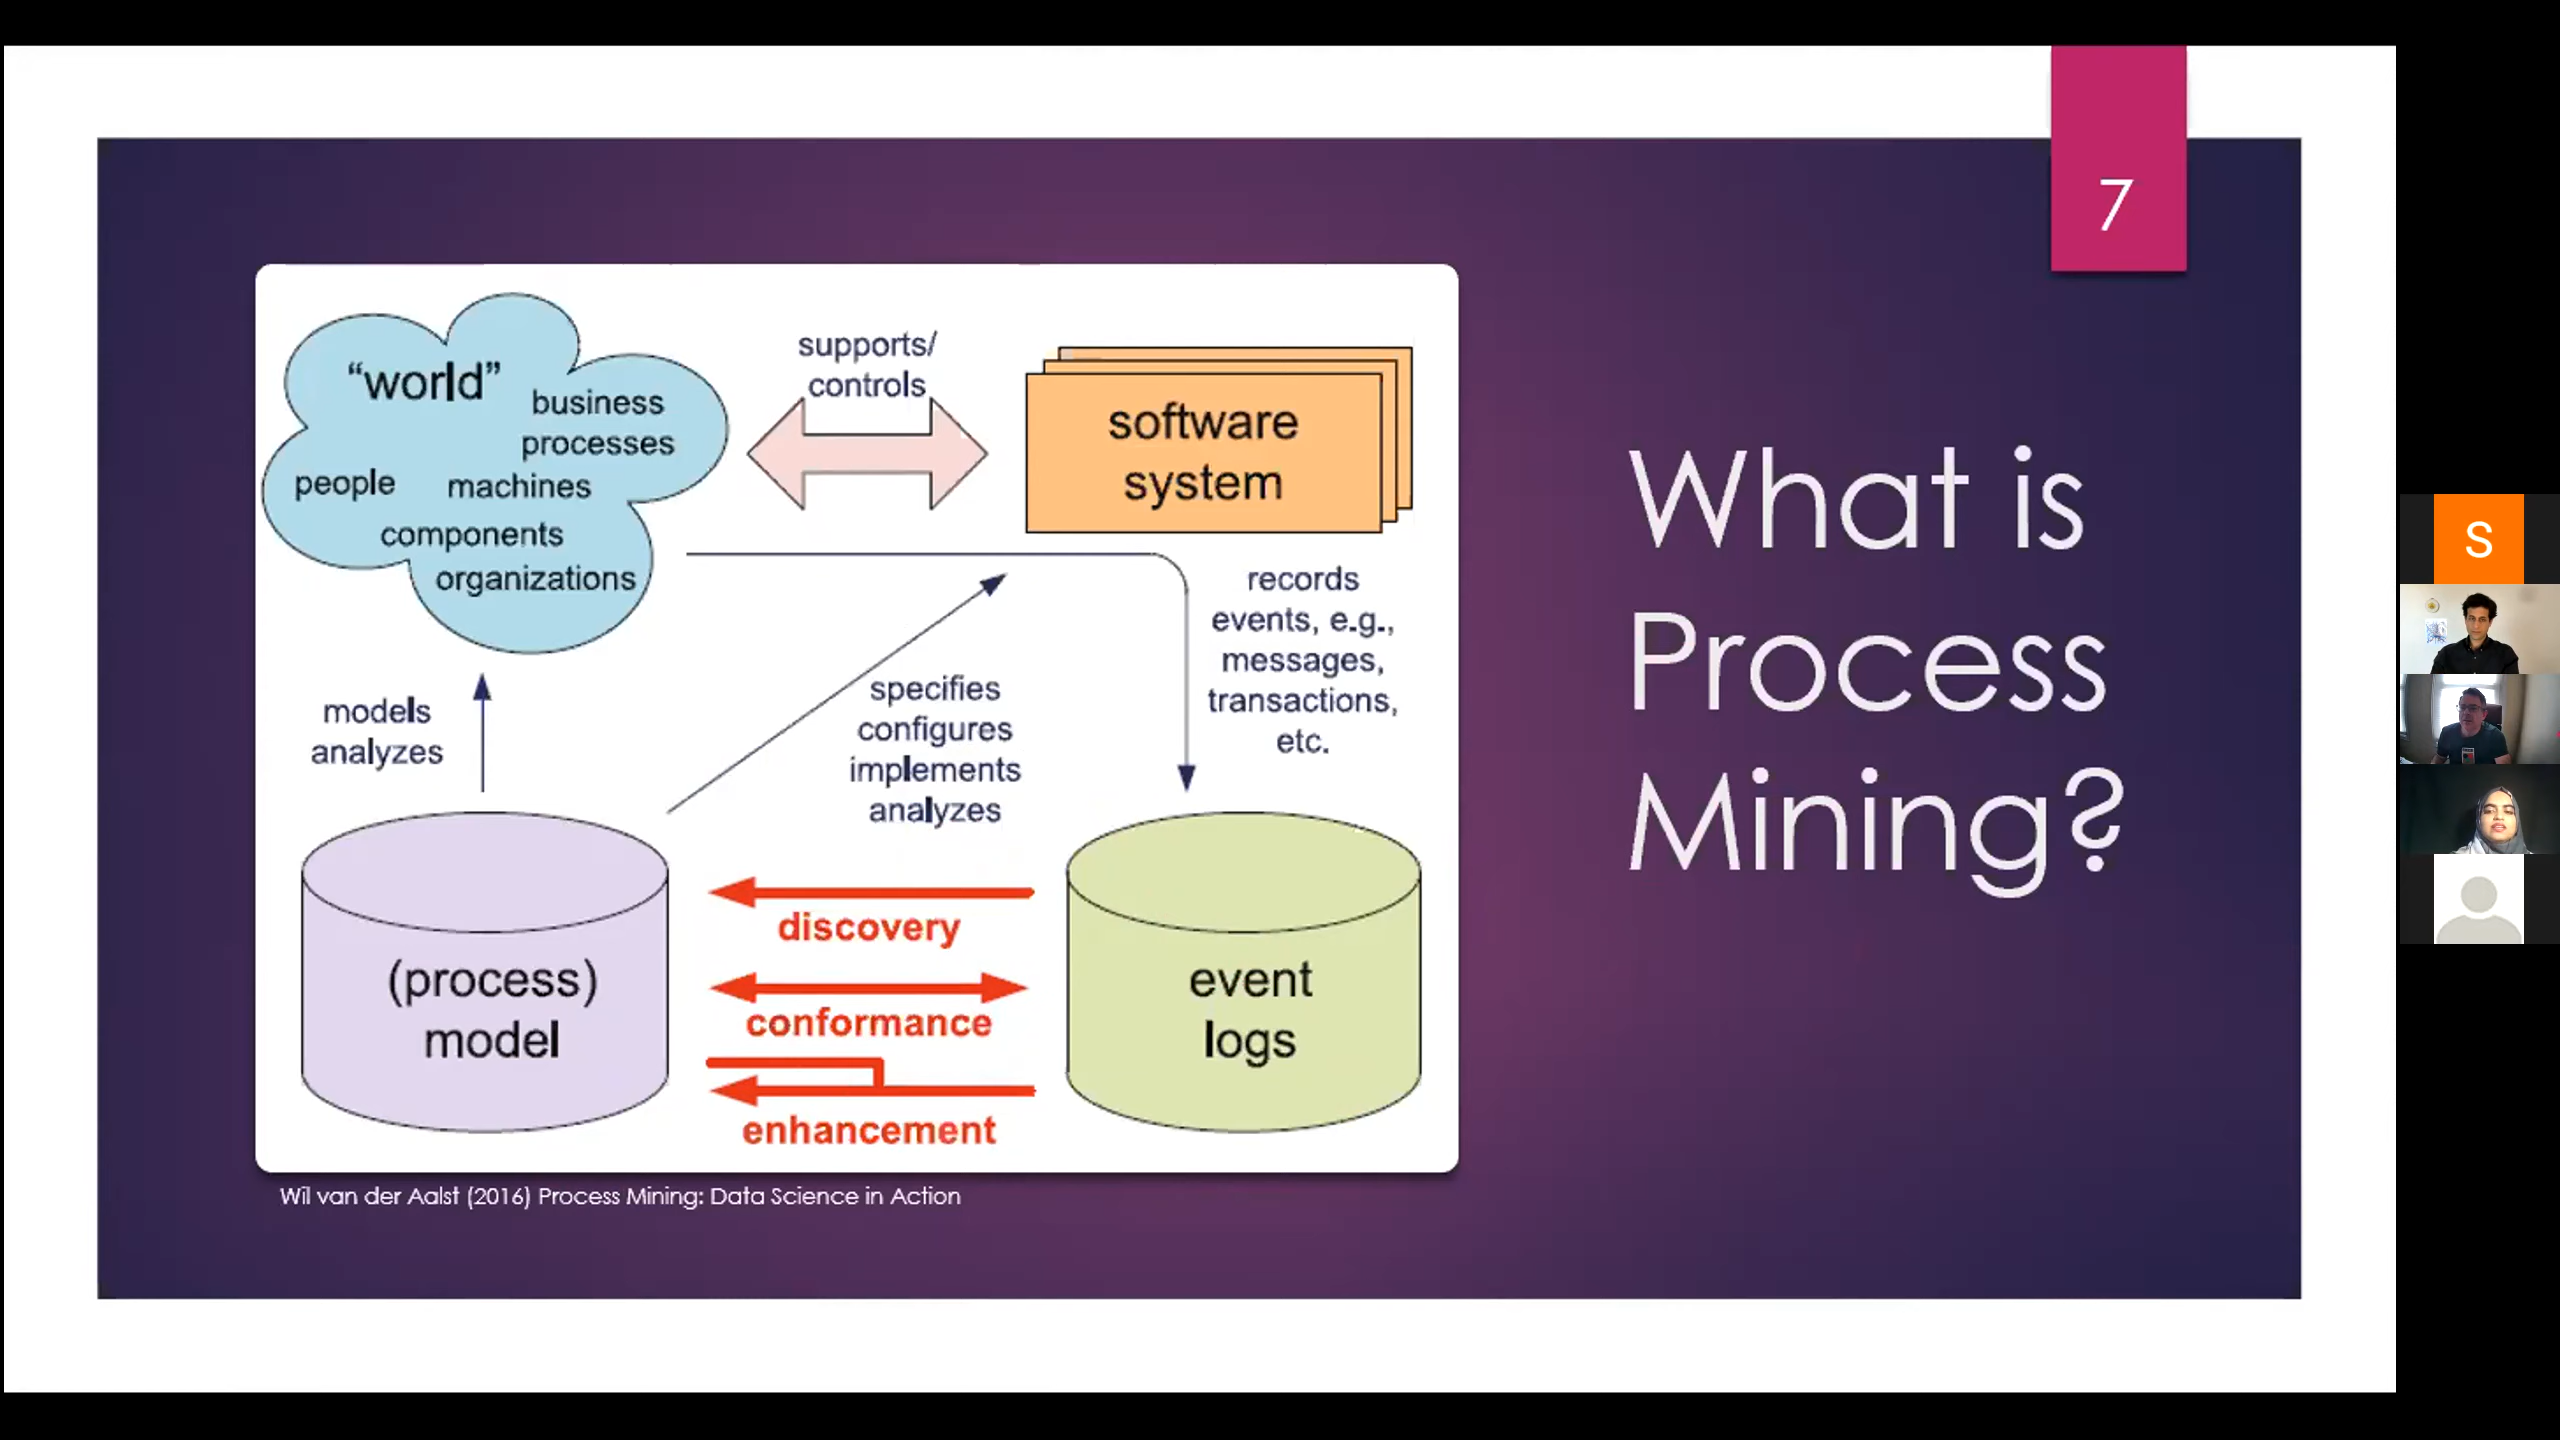 7
“world”
business
processes
people
machines
components
organizations
supports/
controls
software
system
records
events, e.g.,
messages,
transactions,
etc.
models
analyzes
specifies
configures
implements
analyzes
(process)
model
discovery
conformance
enhancement
event
logs
Wil van der Aalst (2016) Process Mining: Data Science in Action
What is
Process
Mining?
S